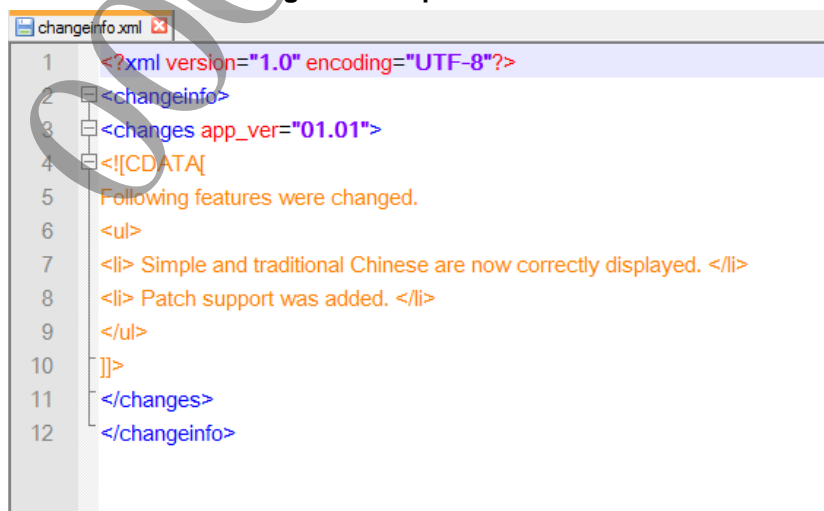 changeinfo.xml
1 <?xml version="1.0" encoding="UTF-8"?>
2 <changeinfo>
3 <changes app_ver="01.01">
4 <![CDATA[
5 Following features were changed.
6 <ul>
7 <li> Simple and traditional Chinese are now correctly displayed. </li>
8 <li> Patch support was added. </li>
9 </ul>
10 ]]>
11 </changes>
12 </changeinfo>